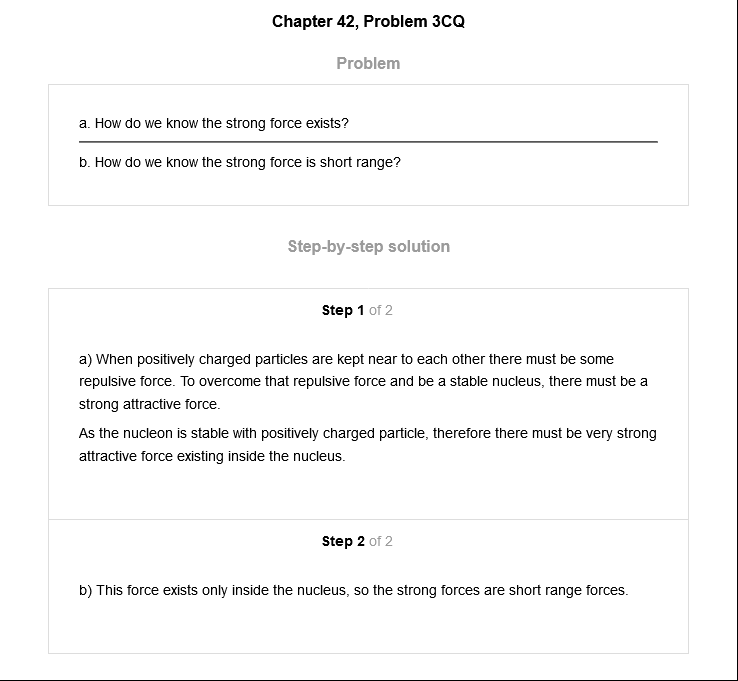 Chapter 42, Problem 3CQ
Problem
a. How do we know the strong force exists?
b. How do we know the strong force is short range?
Step-by-step solution
Step 1 of 2
a) When positively charged particles are kept near to each other there must be some
repulsive force. To overcome that repulsive force and be a stable nucleus, there must be a
strong attractive force.
As the nucleon is stable with positively charged particle, therefore there must be very strong
attractive force existing inside the nucleus.
Step 2 of 2
b) This force exists only inside the nucleus, so the strong forces are short range forces.